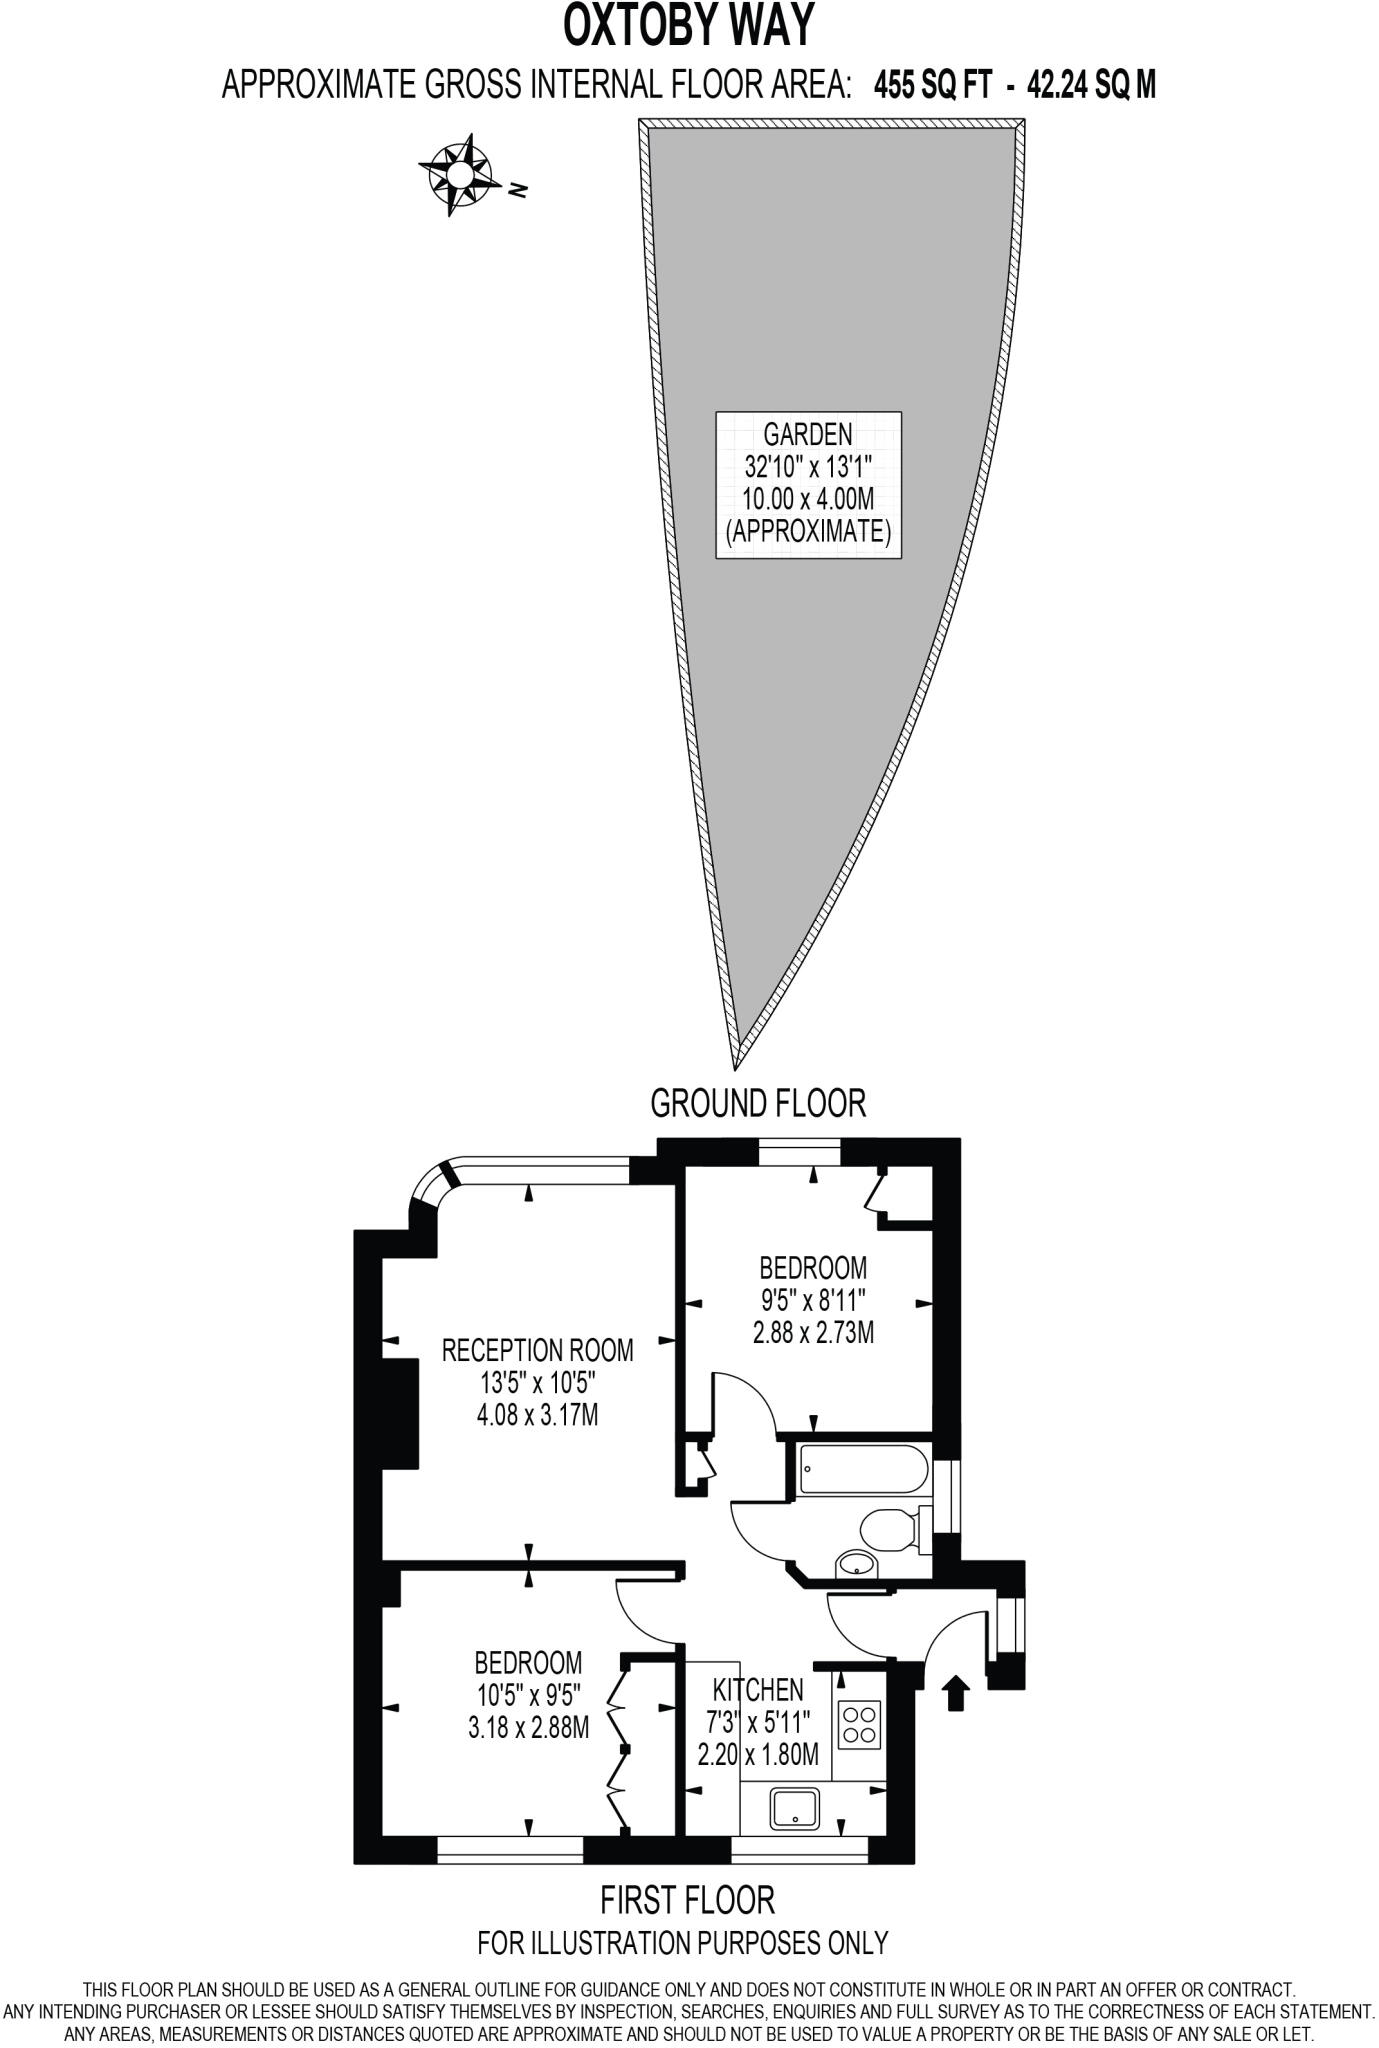 OXTOBY WAY
APPROXIMATE GROSS INTERNAL FLOOR AREA: 455 SQ FT - 42.24 SQ M
N
GARDEN
32'10" x 13'1"
10.00 x 4.00M
(APPROXIMATE)
GROUND FLOOR
BEDROOM
9'5" x 8'11"
2.88 x 2.73M
RECEPTION ROOM
13'5" x 10'5"
4.08 x 3.17M
BEDROOM
10'5" x 9'5"
3.18 x 2.88M
KITCHEN
7'3" x 5'11"
2.20 x 1.80M
FIRST FLOOR
FOR ILLUSTRATION PURPOSES ONLY
THIS FLOOR PLAN SHOULD BE USED AS A GENERAL OUTLINE FOR GUIDANCE ONLY AND DOES NOT CONSTITUTE IN WHOLE OR IN PART AN OFFER OR CONTRACT.
ANY INTENDING PURCHASER OR LESSEE SHOULD SATISFY THEMSELVES BY INSPECTION, SEARCHES, ENQUIRIES AND FULL SURVEY AS TO THE CORRECTNESS OF EACH STATEMENT.
ANY AREAS, MEASUREMENTS OR DISTANCES QUOTED ARE APPROXIMATE AND SHOULD NOT BE USED TO VALUE A PROPERTY OR BE THE BASIS OF ANY SALE OR LET.